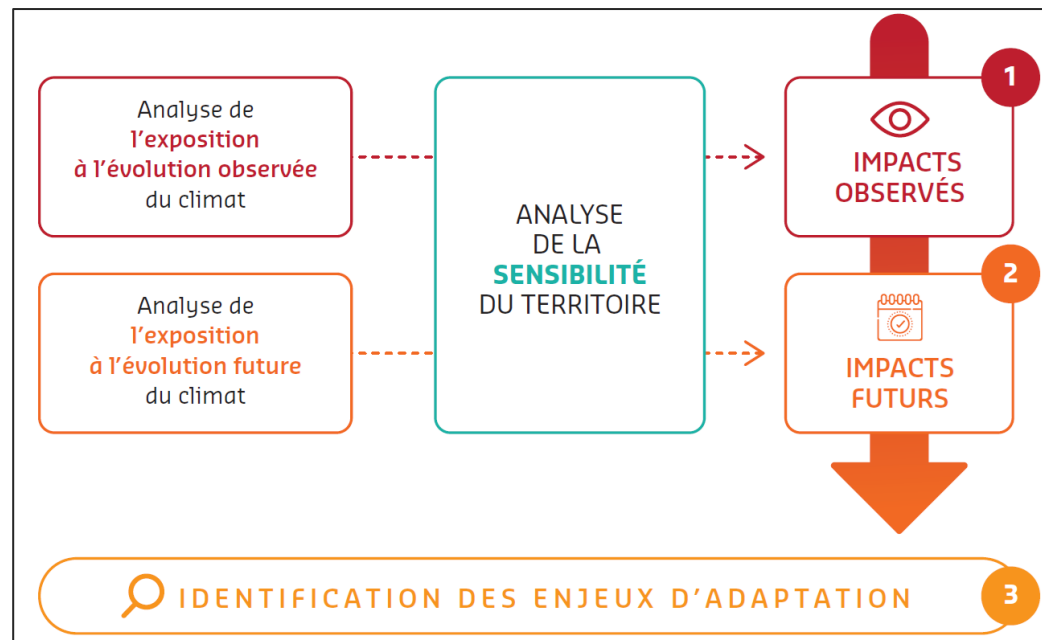 Analyse de
l'exposition
à l'évolution observée
du climat
ANALYSE
DE LA
SENSIBILITÉ
DU TERRITOIRE
1
IMPACTS
OBSERVÉS
Analyse de
l'exposition
à l'évolution future
du climat
2
IMPACTS
FUTURS
IDENTIFICATION DES ENJEUX D'ADAPTATION
3